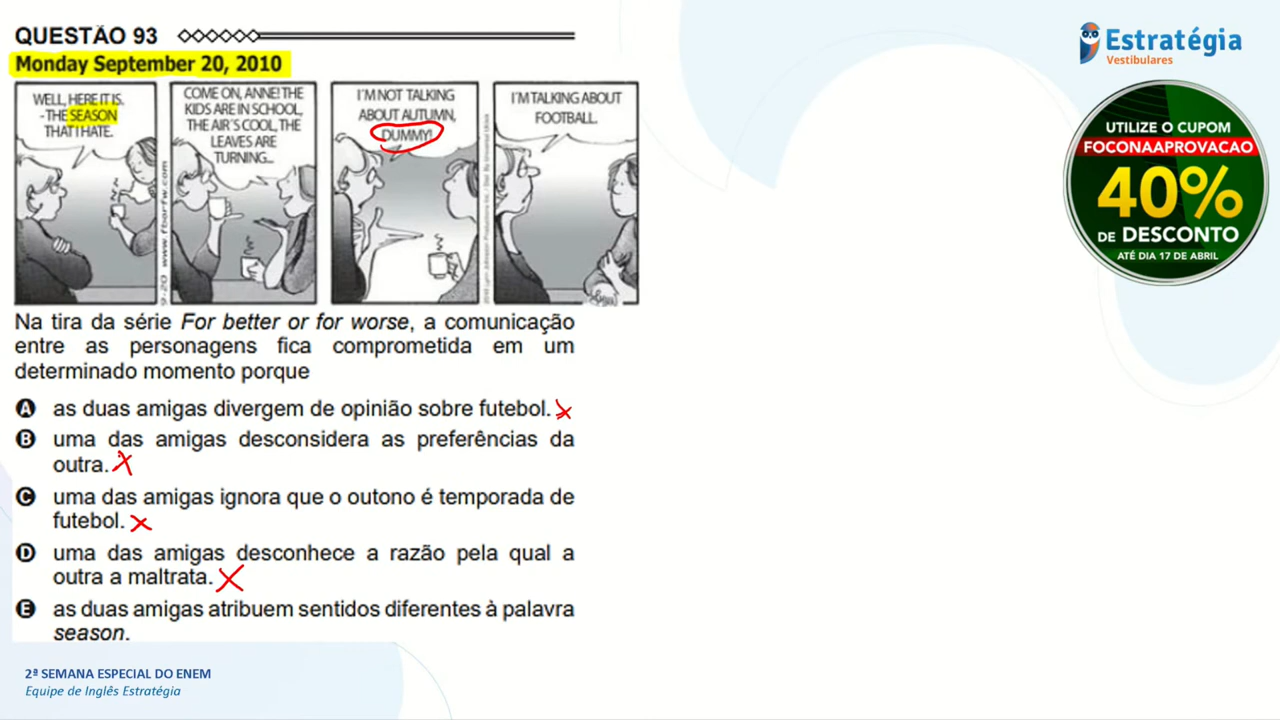 QUESTÃO 93
Monday September 20, 2010
WELL, HERE IT IS.
- THE SEASON
THAT I HATE.
COME ON, ANNE! THE
KIDS ARE IN SCHOOL,
THE AIR'S COOL, THE
LEAVES ARE
TURNING...
I'M NOT TALKING
ABOUT AUTUMN,
DUMMY!
I'M TALKING ABOUT
FOOTBALL.
9-20 www.fborfw.com
Na tira da série For better or for worse, a comunicação
entre as personagens fica comprometida em um
determinado momento porque
A as duas amigas divergem de opinião sobre futebol.
B uma das amigas desconsidera as preferências da
outra.
C uma das amigas ignora que o outono é temporada de
futebol.
D uma das amigas desconhece a razão pela qual a
outra a maltrata.
E as duas amigas atribuem sentidos diferentes à palavra
season.
2ª SEMANA ESPECIAL DO ENEM
Equipe de Inglês Estratégia
Estratégia
Vestibulares
UTILIZE O CUPOM
FOCONAAPROVACAO
40%
DE DESCONTO
ATÉ DIA 17 DE ABRIL